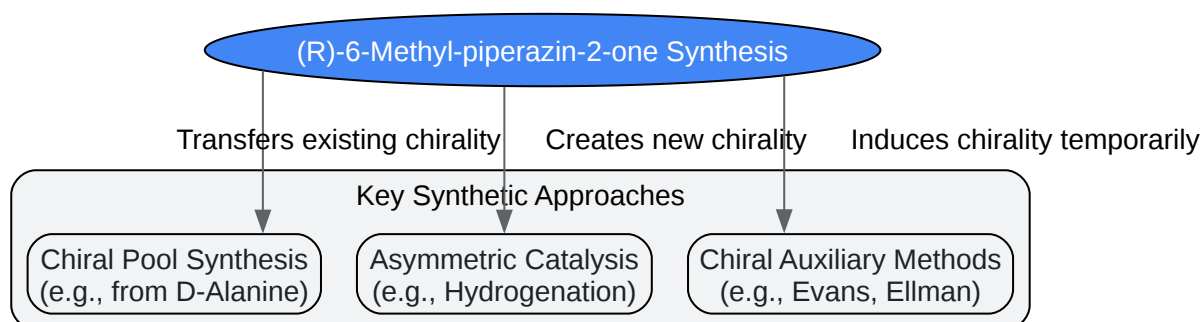 (R)-6-Methyl-piperazin-2-one Synthesis
Transfers existing chirality
Creates new chirality
Induces chirality temporarily
Key Synthetic Approaches
Chiral Pool Synthesis
(e.g., from D-Alanine)
Asymmetric Catalysis
(e.g., Hydrogenation)
Chiral Auxiliary Methods
(e.g., Evans, Ellman)